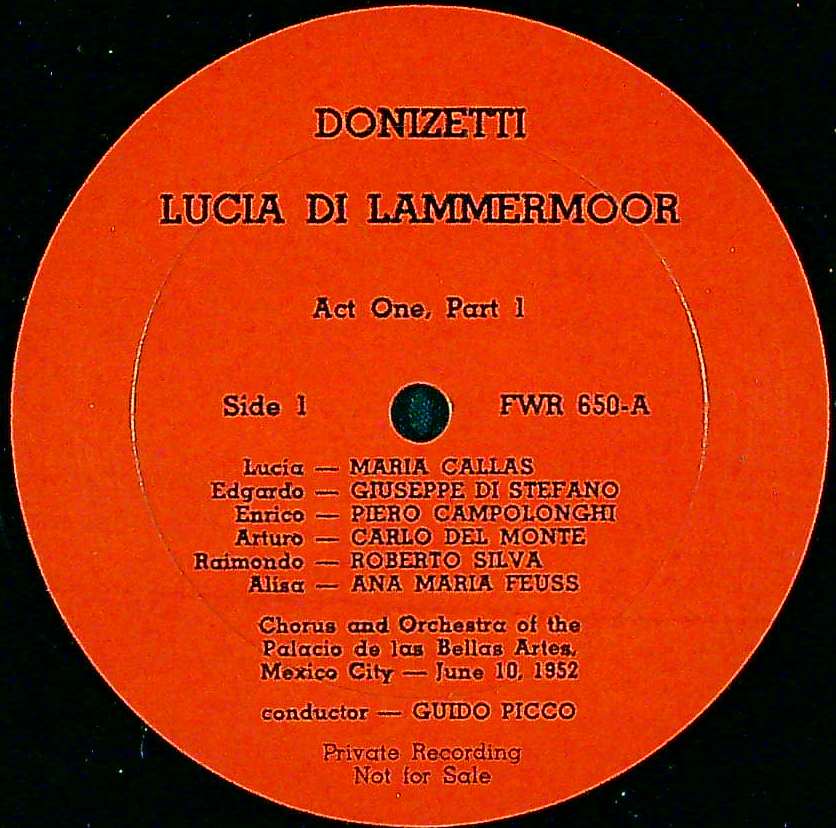 DONIZETTI
LUCIA DI LAMMERMOOR
Act One, Part 1
Side 1 FWR 650-A
Lucia — MARIA CALLAS
Edgardo — GIUSEPPE DI STEFANO
Enrico — PIERO CAMPOLONGHI
Arturo — CARLO DEL MONTE
Raimondo — ROBERTO SILVA
Alisa — ANA MARIA FEUSS
Chorus and Orchestra of the
Palacio de las Bellas Artes,
Mexico City — June 10, 1952
conductor — GUIDO PICCO
Private Recording
Not for Sale